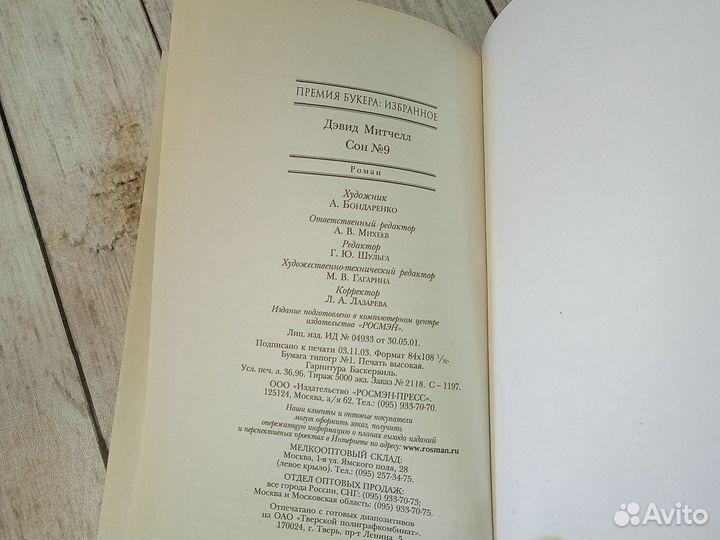 ПРЕМИЯ БУКЕРА: ИЗБРАННОЕ
Дэвид Митчелл
Сон №9
Роман
Художник
А. Бондаренко
Ответственный редактор
А. В. Михеев
Редактор
Г. Ю. Шульга
Художественно-технический редактор
М. В. Гагарина
Корректор
Л. А. Лазарева
Издание подготовлено в компьютерном центре
издательства «РОСМЭН».
Лиц. изд. ИД № 04933 от 30.05.01.
Подписано к печати 03.11.03. Формат 84х108 1/32.
Бумага типогр №1. Печать высокая.
Гарнитура Баскервиль.
Усл. печ. л. 36,96. Тираж 5000 экз. Заказ № 2118. С – 1197.
ООО «Издательство «РОСМЭН-ПРЕСС».
125124, Москва, а/я 62. Тел.: (095) 933-70-70.
Наши клиенты и оптовые покупатели
могут оформить заказ, получить
опережающую информацию о планах выхода изданий
и перспективных проектах в Интернете по адресу: www.rosman.ru
МЕЛКООПТОВЫЙ СКЛАД:
Москва, 1-я ул. Ямского поля, 28
(левое крыло). Тел.: (095) 257-34-75.
ОТДЕЛ ОПТОВЫХ ПРОДАЖ:
все города России, СНГ: (095) 933-70-73;
Москва и Московская область: (095) 933-70-75.
Отпечатано с готовых диапозитивов
на ОАО «Тверской полиграфкомбинат».
170024, г. Тверь, пр-т Ленина, 5.
Avito